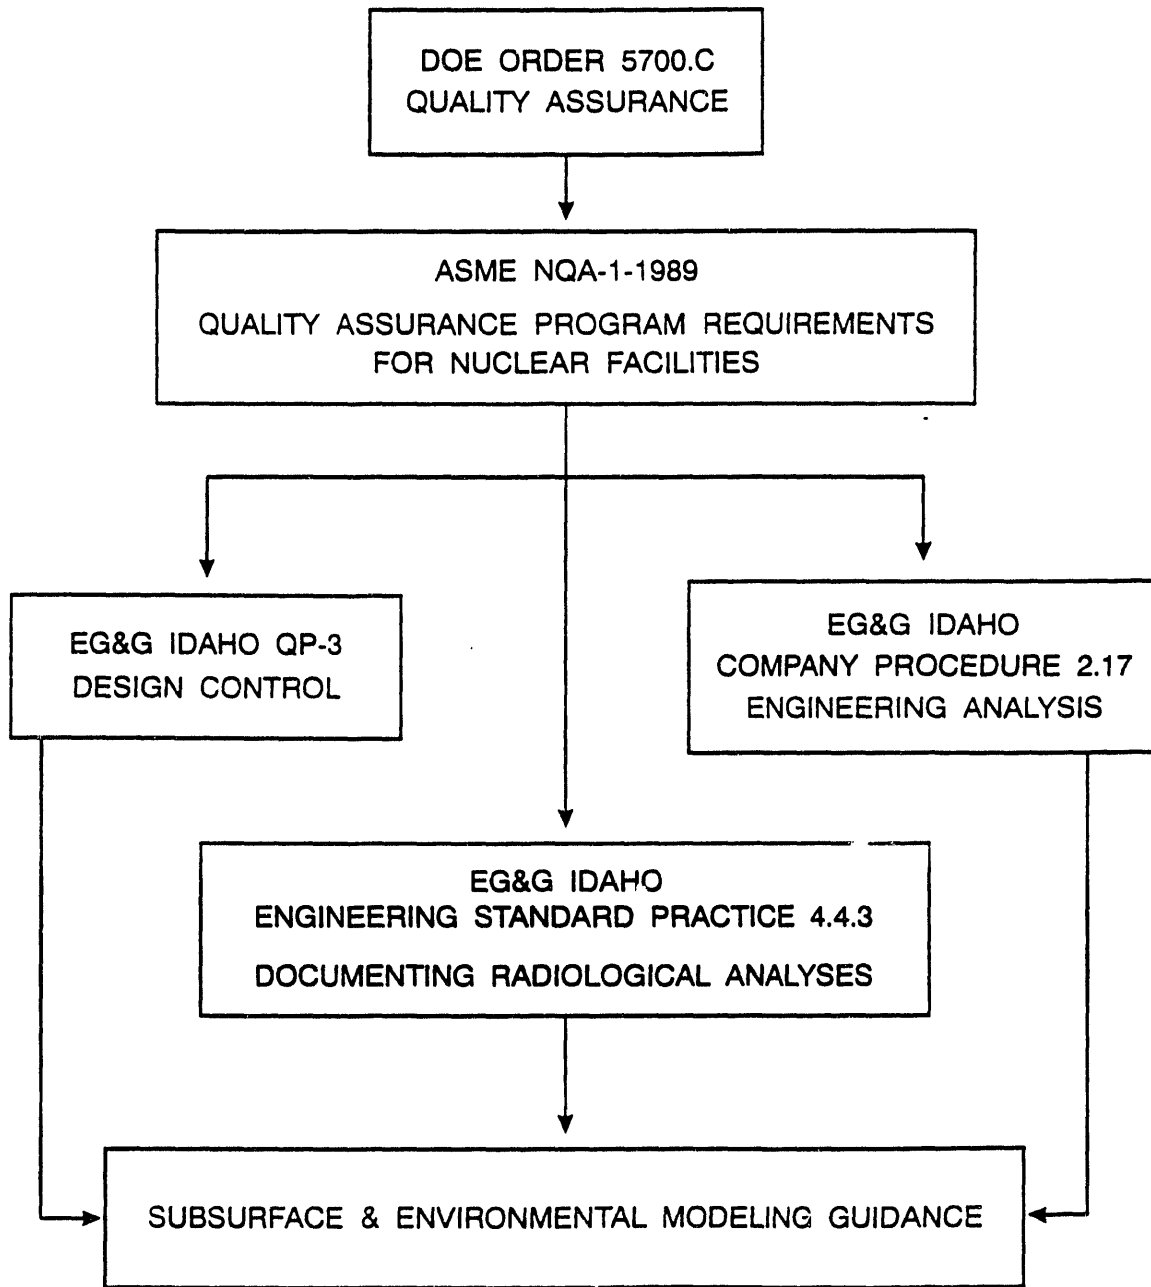 DOE ORDER 5700.C
QUALITY ASSURANCE
ASME NQA-1-1989
QUALITY ASSURANCE PROGRAM REQUIREMENTS
FOR NUCLEAR FACILITIES
EG&G IDAHO QP-3
DESIGN CONTROL
EG&G IDAHO
COMPANY PROCEDURE 2.17
ENGINEERING ANALYSIS
EG&G IDAHO
ENGINEERING STANDARD PRACTICE 4.4.3
DOCUMENTING RADIOLOGICAL ANALYSES
SUBSURFACE & ENVIRONMENTAL MODELING GUIDANCE